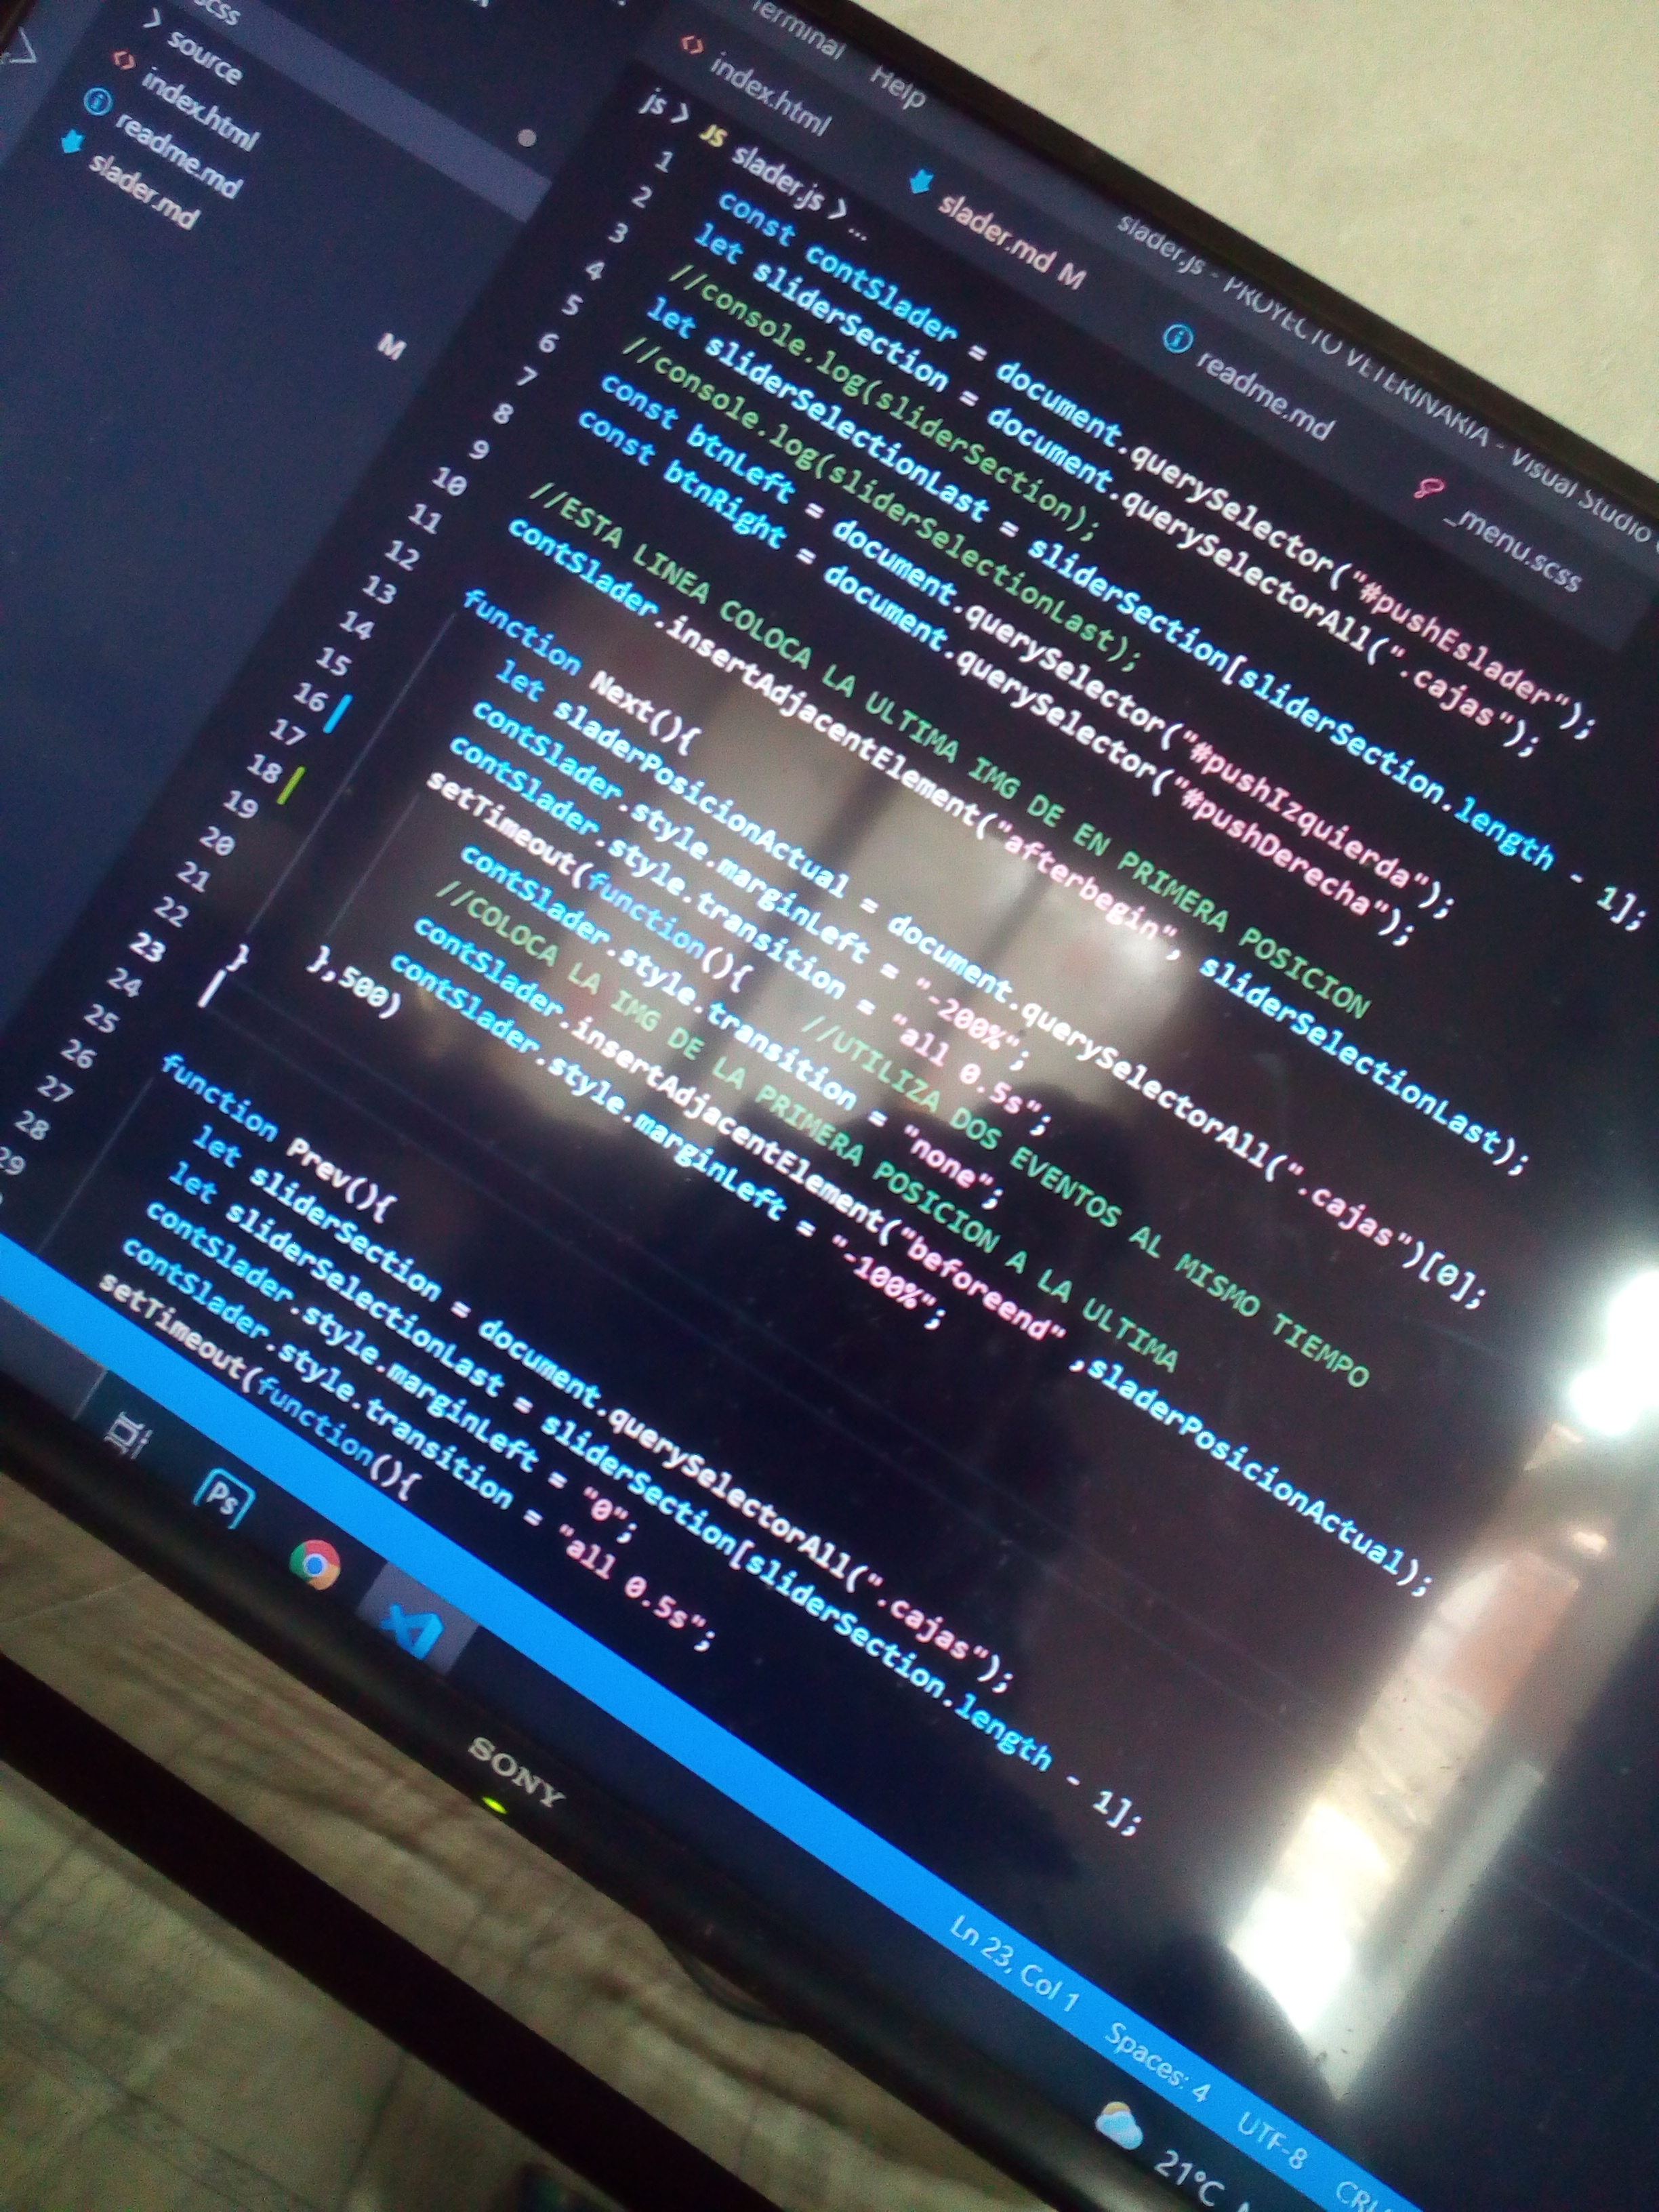 Terminal Help
slader.js - PROYECTO VETERINARIA - Visual Studio
scss
source
index.html
readme.md
slader.md
M
index.html
slader.md M
readme.md
_menu.scss
js > JS slader.js > ...
1 const contSlader = document.querySelector("#pushEslader");
2 let sliderSection = document.querySelectorAll(".cajas");
3 //console.log(sliderSection);
4 let sliderSelectionLast = sliderSection[sliderSection.length - 1];
5 //console.log(sliderSelectionLast);
6 const btnLeft = document.querySelector("#pushIzquierda");
7 const btnRight = document.querySelector("#pushDerecha");
8
9 //ESTA LINEA COLOCA LA ULTIMA IMG DE EN PRIMERA POSICION
10 contSlader.insertAdjacentElement("afterbegin", sliderSelectionLast);
11
12 function Next(){
13 let sladerPosicionActual = document.querySelectorAll(".cajas")[0];
14 contSlader.style.marginLeft = "-200%";
15 contSlader.style.transition = "all 0.5s";
16 setTimeout(function(){ //UTILIZA DOS EVENTOS AL MISMO TIEMPO
17 contSlader.style.transition = "none";
18 //COLOCA LA IMG DE LA PRIMERA POSICION A LA ULTIMA
19 contSlader.insertAdjacentElement("beforeend" ,sladerPosicionActual);
20 contSlader.style.marginLeft = "-100%";
21 },500)
22 }
23
24
25 function Prev(){
26 let sliderSection = document.querySelectorAll(".cajas");
27 let sliderSelectionLast = sliderSection[sliderSection.length - 1];
28 contSlader.style.marginLeft = "0";
29 contSlader.style.transition = "all 0.5s";
setTimeout(function(){
Ln 23, Col 1 Spaces: 4 UTF-8
Ps
21°C
SONY